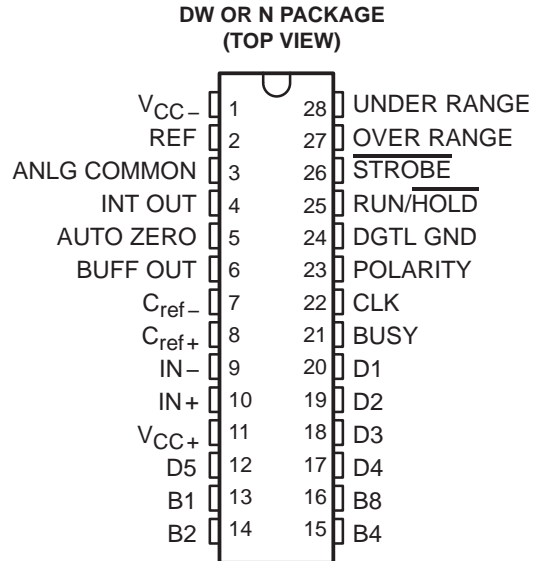 DW OR N PACKAGE
(TOP VIEW)
VCC− 1 28 UNDER RANGE
REF 2 27 OVER RANGE
ANLG COMMON 3 26 STROBE
INT OUT 4 25 RUN/HOLD
AUTO ZERO 5 24 DGTL GND
BUFF OUT 6 23 POLARITY
Cref− 7 22 CLK
Cref+ 8 21 BUSY
IN− 9 20 D1
IN+ 10 19 D2
VCC+ 11 18 D3
D5 12 17 D4
B1 13 16 B8
B2 14 15 B4